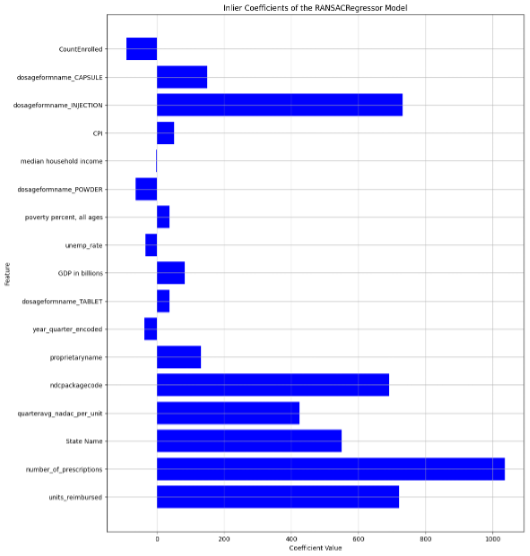 Inlier Coefficients of the RANSACRegressor Model
CountEnrolled
dosageformname_CAPSULE
dosageformname_INJECTION
CPI
median household income
dosageformname_POWDER
poverty percent, all ages
unemp_rate
GDP in billions
dosageformname_TABLET
year_quarter_encoded
proprietaryname
ndcpackagecode
quarteravg_nadac_per_unit
State Name
number_of_prescriptions
units_reimbursed
Feature
0 200 400 600 800 1000
Coefficient Value